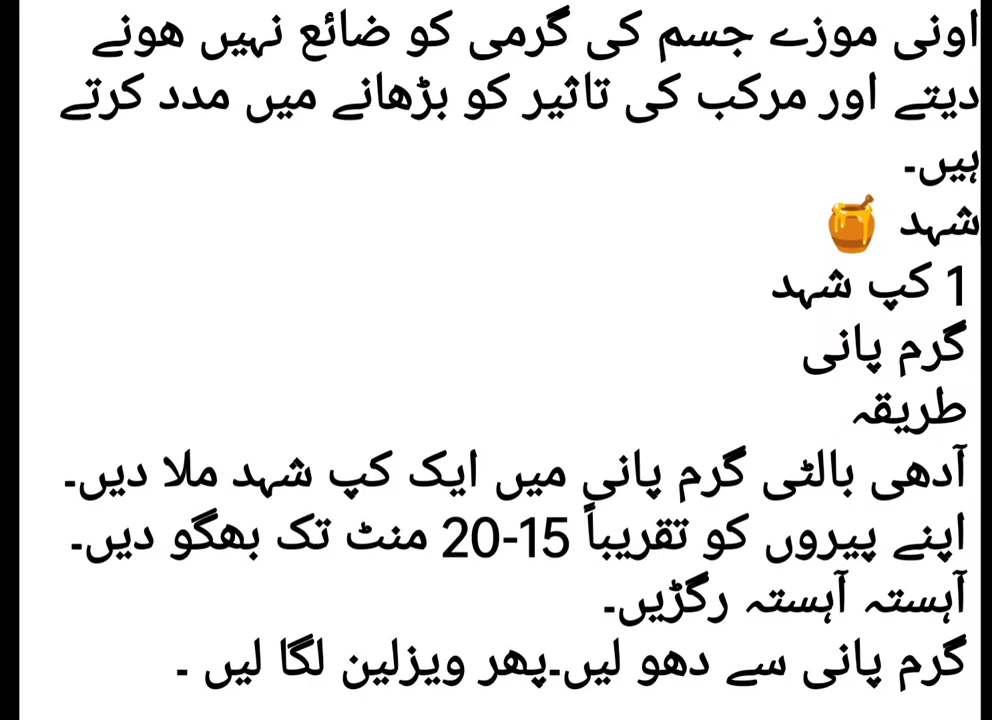 اونی موزے جسم کی گرمی کو ضائع نہیں ھونے
دیتے اور مرکب کی تاثیر کو بڑھانے میں مدد کرتے
ہیں۔
شہد 🍯
1 کپ شہد
گرم پانی
طریقہ
آدھی بالٹی گرم پانی میں ایک کپ شہد ملا دیں۔
اپنے پیروں کو تقریباً 15-20 منٹ تک بھگو دیں۔
آہستہ آہستہ رگڑیں۔
گرم پانی سے دھو لیں۔پھر ویزلین لگا لیں ۔